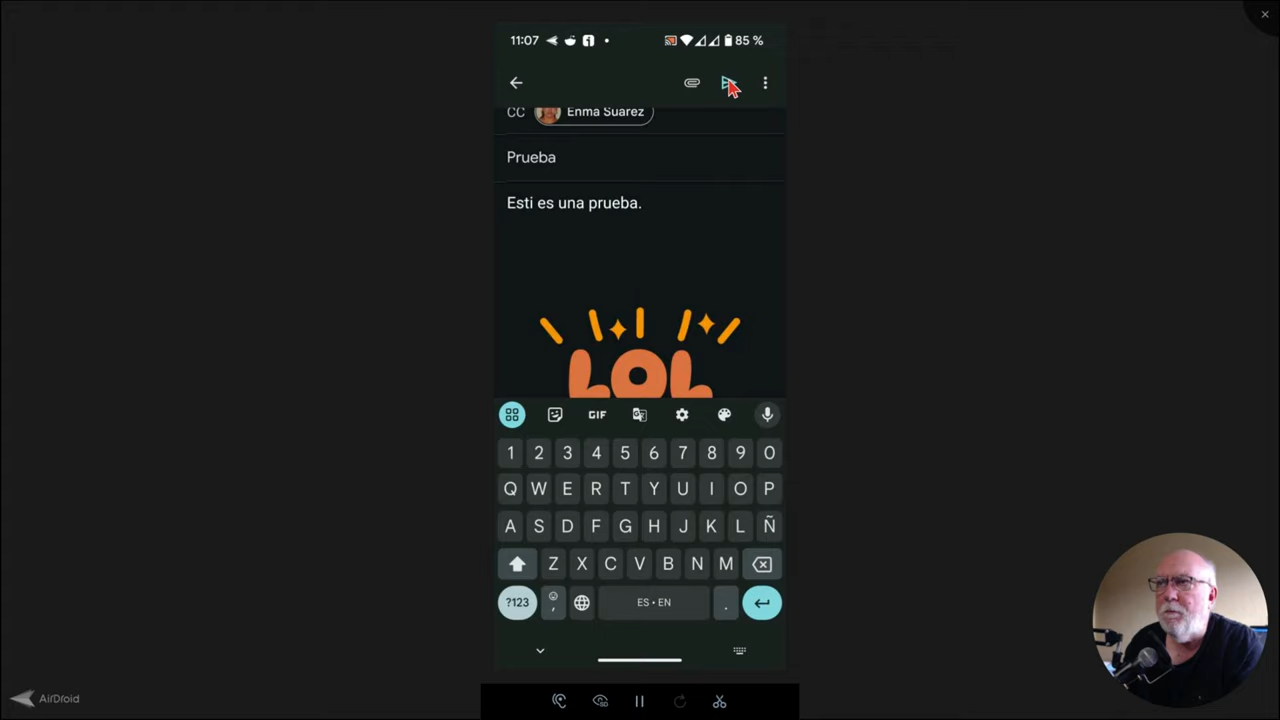 11:07 85 %
CC Enma Suarez
Prueba
Esti es una prueba.
LOL
GIF
1 2 3 4 5 6 7 8 9 0
Q W E R T Y U I O P
A S D F G H J K L Ñ
Z X C V B N M
?123 , ES • EN .
AirDroid